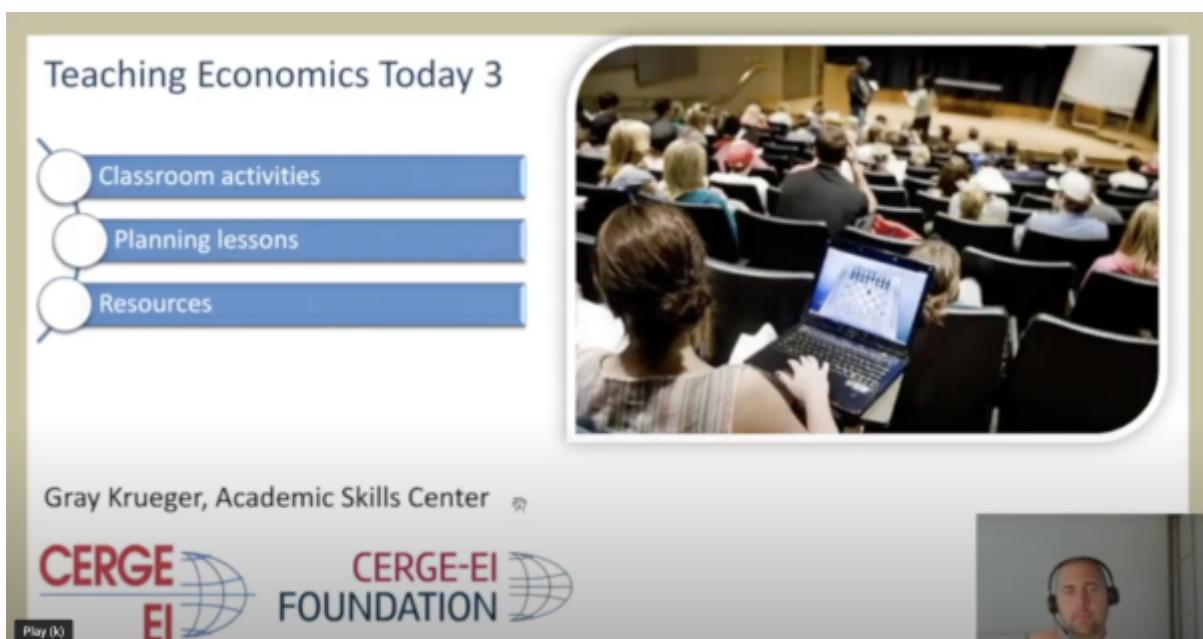 Teaching Economics Today 3
Classroom activities
Planning lessons
Resources
Gray Krueger, Academic Skills Center
CERGE
EI
CERGE-EI
FOUNDATION
Play (k)